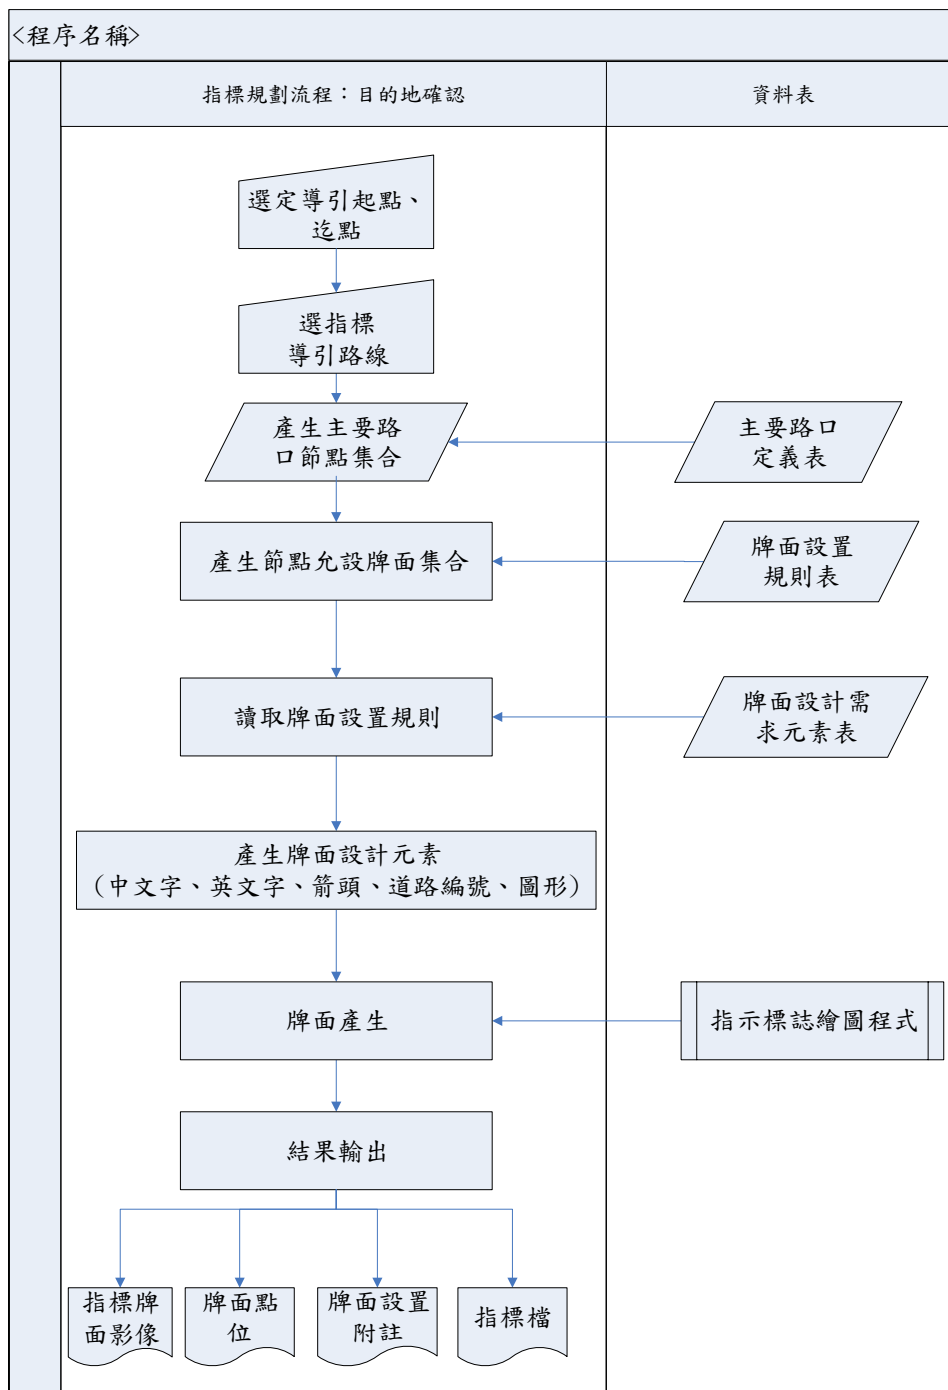 <程序名稱>
指標規劃流程：目的地確認
資料表
選定導引起點、
迄點
選指標
導引路線
產生主要路
口節點集合
主要路口
定義表
產生節點允設牌面集合
牌面設置
規則表
讀取牌面設置規則
牌面設計需
求元素表
產生牌面設計元素
（中文字、英文字、箭頭、道路編號、圖形）
牌面產生
指示標誌繪圖程式
結果輸出
指標牌
面影像
牌面點
位
牌面設置
附註
指標檔